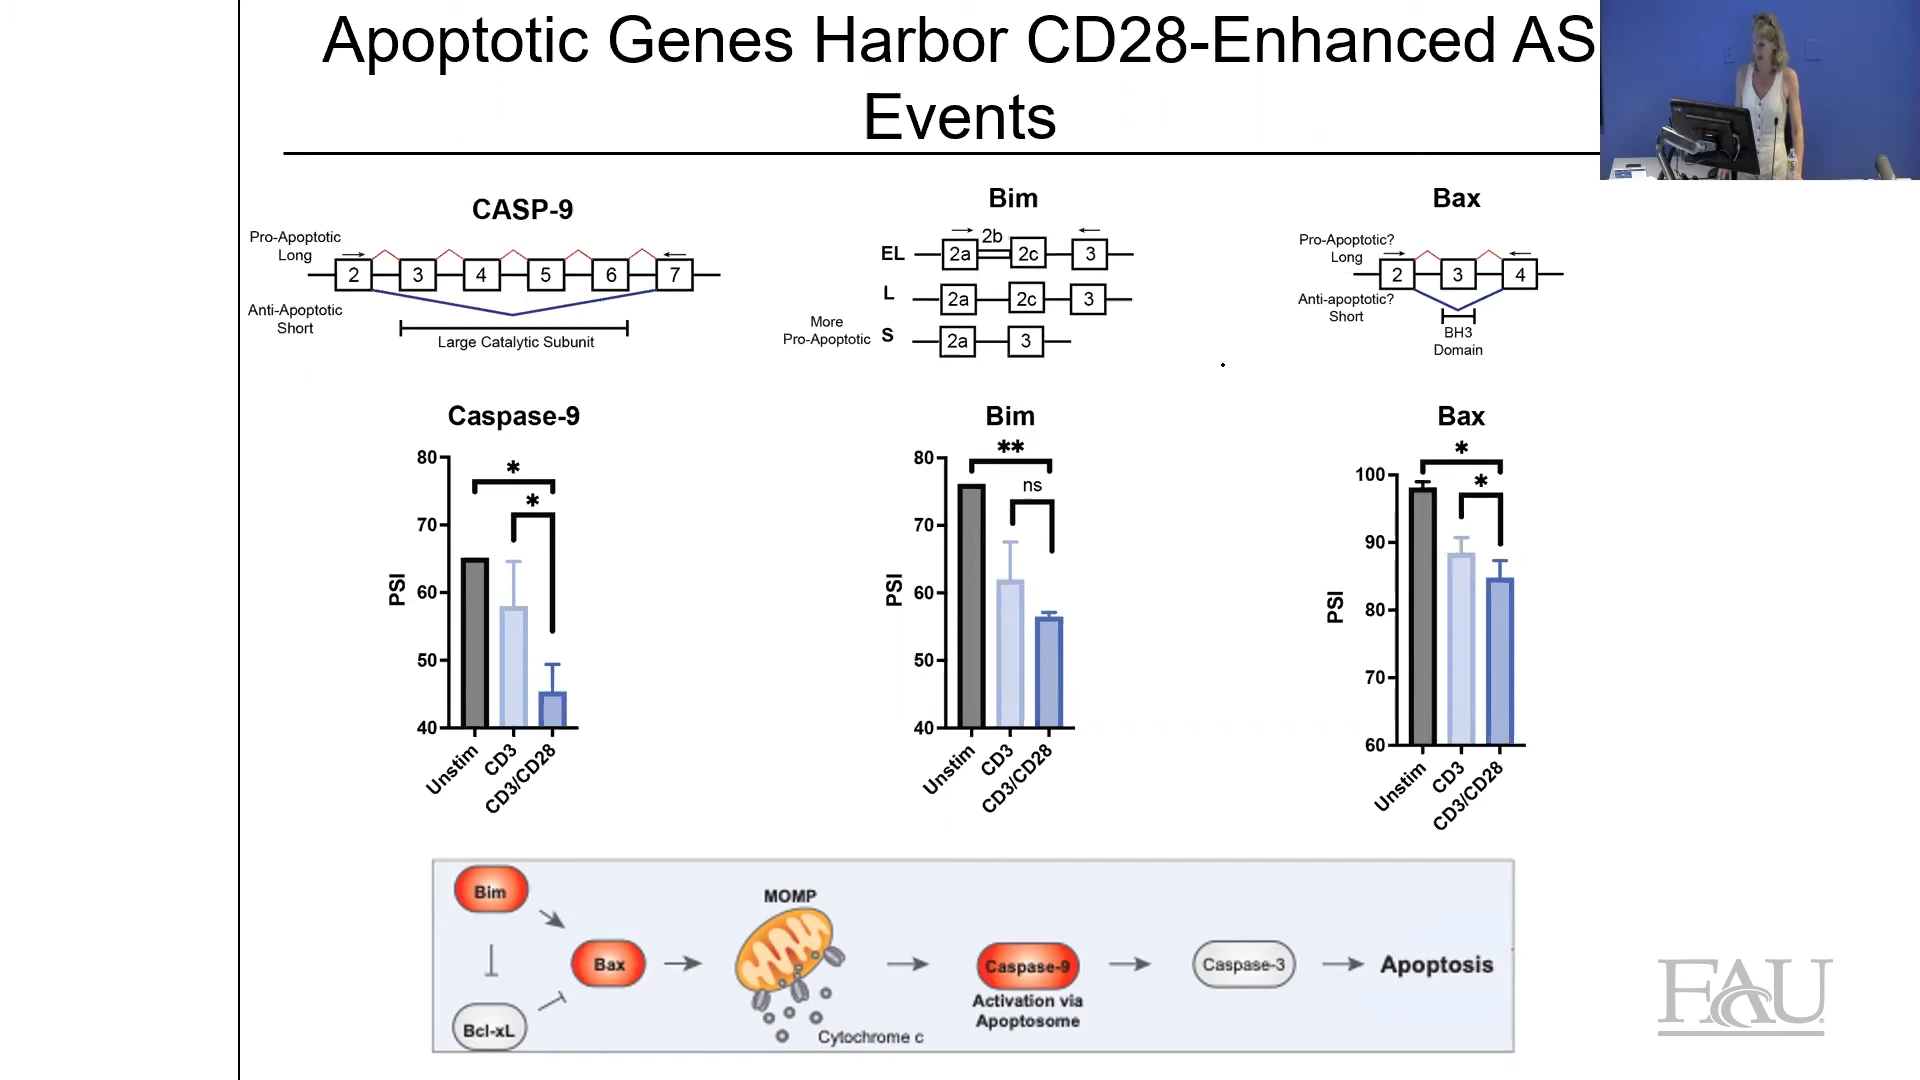 Apoptotic Genes Harbor CD28-Enhanced AS
Events
CASP-9
Pro-Apoptotic
Long
2 3 4 5 6 7
Anti-Apoptotic
Short
Large Catalytic Subunit
Bim
EL 2a 2b 2c 3
L 2a 2c 3
More
Pro-Apoptotic
S 2a 3
Bax
Pro-Apoptotic?
Long
2 3 4
Anti-apoptotic?
Short
BH3
Domain
Caspase-9
80
70
60
50
40
PSI
*
*
Unstim
CD3
CD3/CD28
Bim
80
70
60
50
40
PSI
**
ns
Unstim
CD3
CD3/CD28
Bax
100
90
80
70
60
PSI
*
*
Unstim
CD3
CD3/CD28
Bim
Bcl-xL
Bax
MOMP
Cytochrome c
Caspase-9
Activation via
Apoptosome
Caspase-3
Apoptosis
FAU